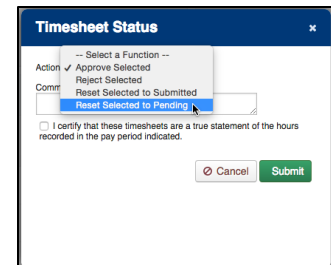 Timesheet Status ×
-- Select a Function --
Action ✓ Approve Selected
Reject Selected
Comm
Reset Selected to Submitted
Reset Selected to Pending
I certify that these timesheets are a true statement of the hours
recorded in the pay period indicated.
Cancel Submit